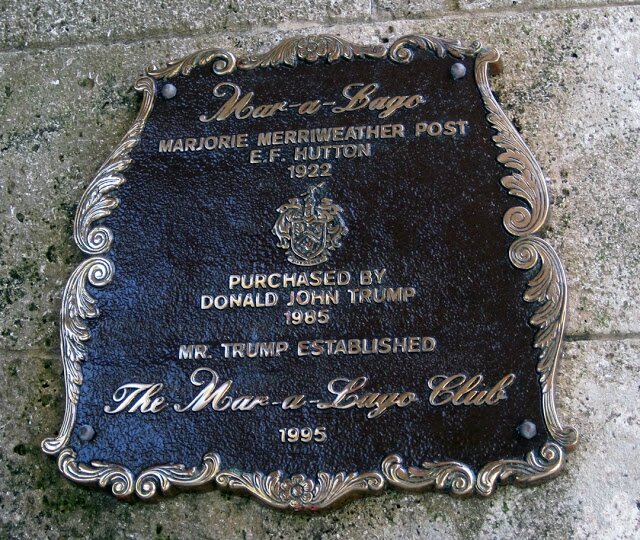 Mar-a-Lago
MARJORIE MERRIWEATHER POST
E.F. HUTTON
1922
PURCHASED BY
DONALD JOHN TRUMP
1985
MR. TRUMP ESTABLISHED
The Mar-a-Lago Club
1995